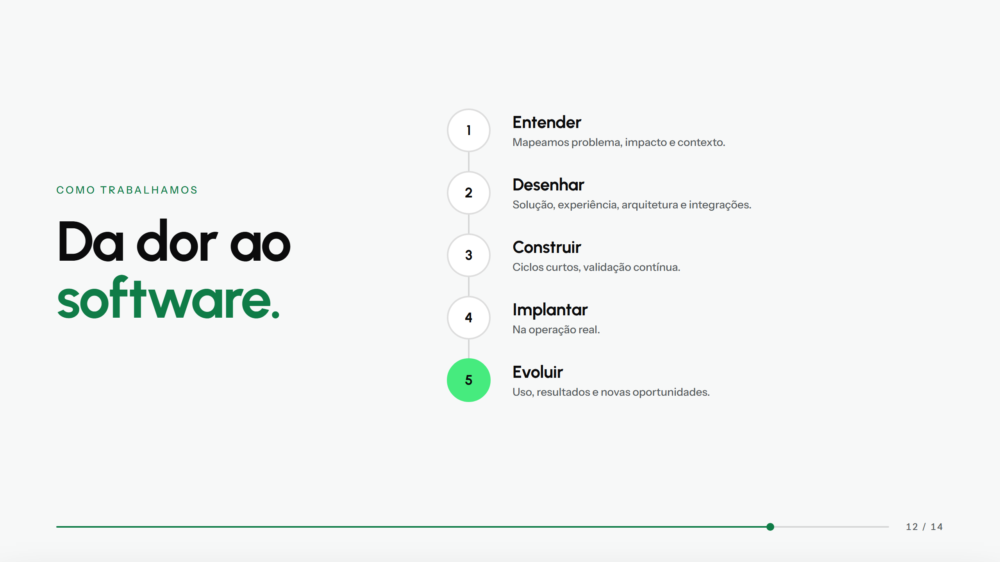 COMO TRABALHAMOS
Da dor ao
software.
1
Entender
Mapeamos problema, impacto e contexto.
2
Desenhar
Solução, experiência, arquitetura e integrações.
3
Construir
Ciclos curtos, validação contínua.
4
Implantar
Na operação real.
5
Evoluir
Uso, resultados e novas oportunidades.
12 / 14